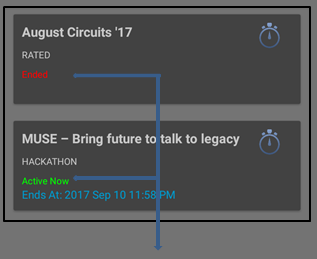 August Circuits '17
RATED
Ended
MUSE – Bring future to talk to legacy
HACKATHON
Active Now
Ends At: 2017 Sep 10 11:58 PM